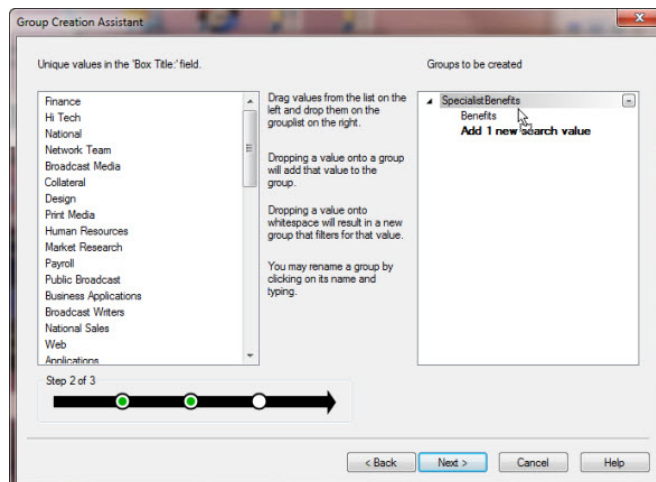 Group Creation Assistant
Unique values in the 'Box Title:' field.
Groups to be created
Finance
Hi Tech
National
Network Team
Broadcast Media
Collateral
Design
Print Media
Human Resources
Market Research
Payroll
Public Broadcast
Business Applications
Broadcast Writers
National Sales
Web
Applications
Drag values from the list on the
left and drop them on the
grouplist on the right.
Dropping a value onto a group
will add that value to the
group.
Dropping a value onto
whitespace will result in a new
group that filters for that value.
You may rename a group by
clicking on its name and
typing.
SpecialistBenefits
Benefits
Add 1 new search value
Step 2 of 3
< Back
Next >
Cancel
Help